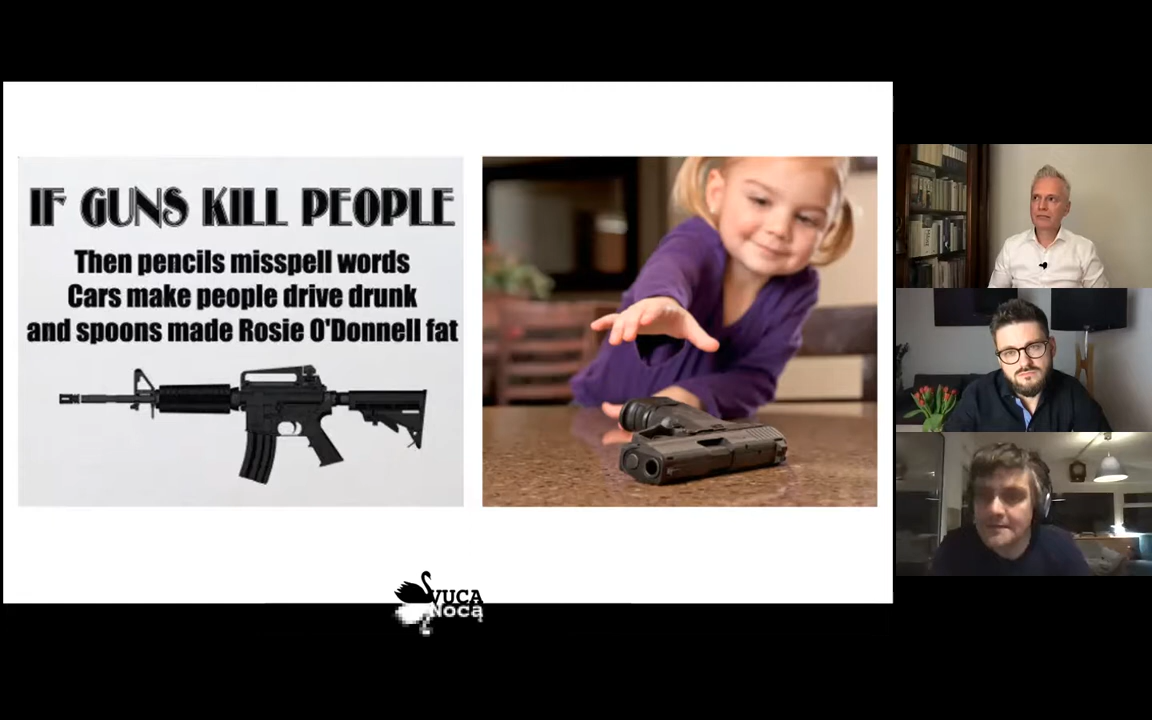 IF GUNS KILL PEOPLE
Then pencils misspell words
Cars make people drive drunk
and spoons made Rosie O'Donnell fat
VUCA
Nocą